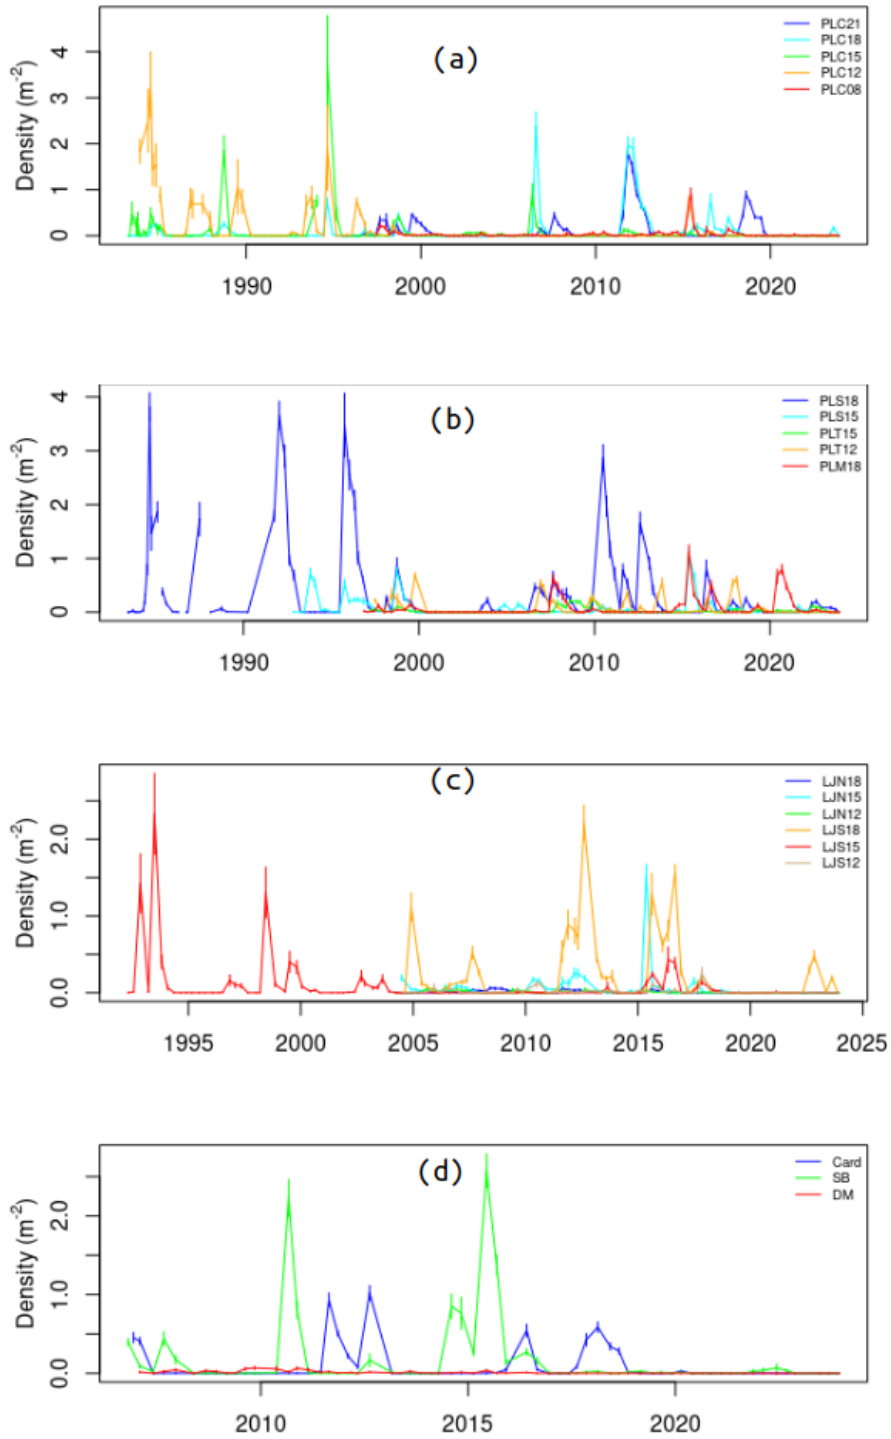 (a)
PLC21
PLC18
PLC15
PLC12
PLC08
Density (m-2)
4
3
2
1
0
1990 2000 2010 2020
(b)
PLS18
PLS15
PLT15
PLT12
PLM18
Density (m-2)
4
3
2
1
0
1990 2000 2010 2020
(c)
LJN18
LJN15
LJN12
LJS18
LJS15
LJS12
Density (m-2)
2.0
1.0
0.0
1995 2000 2005 2010 2015 2020 2025
(d)
Card
SB
DM
Density (m-2)
2.0
1.0
0.0
2010 2015 2020